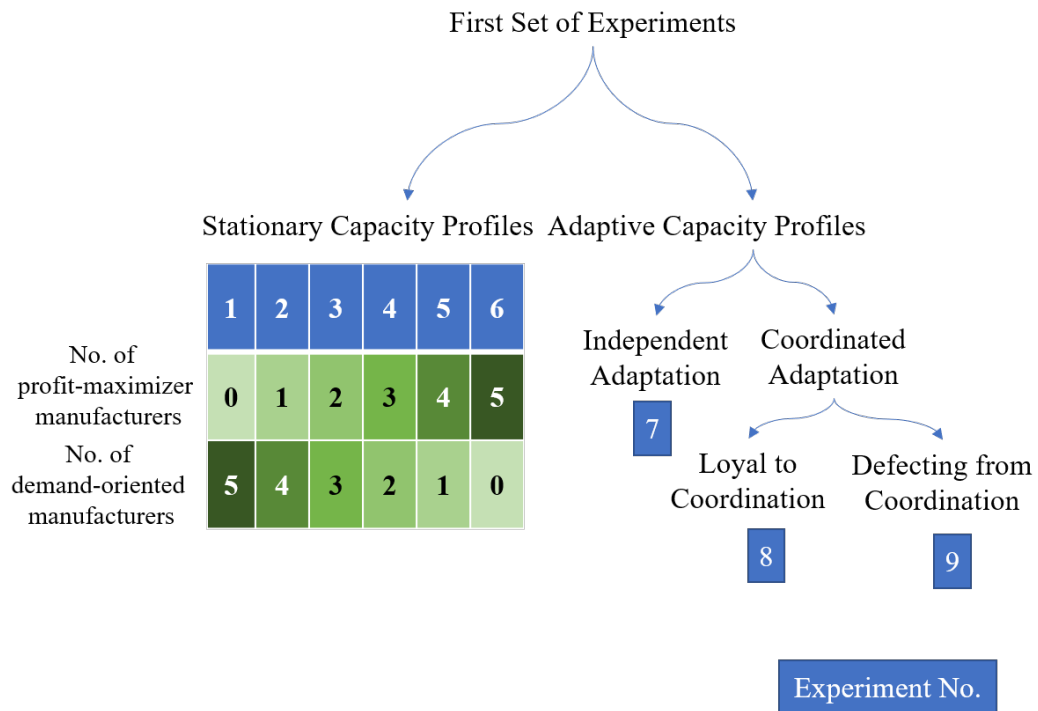 First Set of Experiments
Stationary Capacity Profiles
Adaptive Capacity Profiles
1 2 3 4 5 6
No. of
profit-maximizer
manufacturers
0 1 2 3 4 5
No. of
demand-oriented
manufacturers
5 4 3 2 1 0
Independent
Adaptation
7
Coordinated
Adaptation
Loyal to
Coordination
8
Defecting from
Coordination
9
Experiment No.